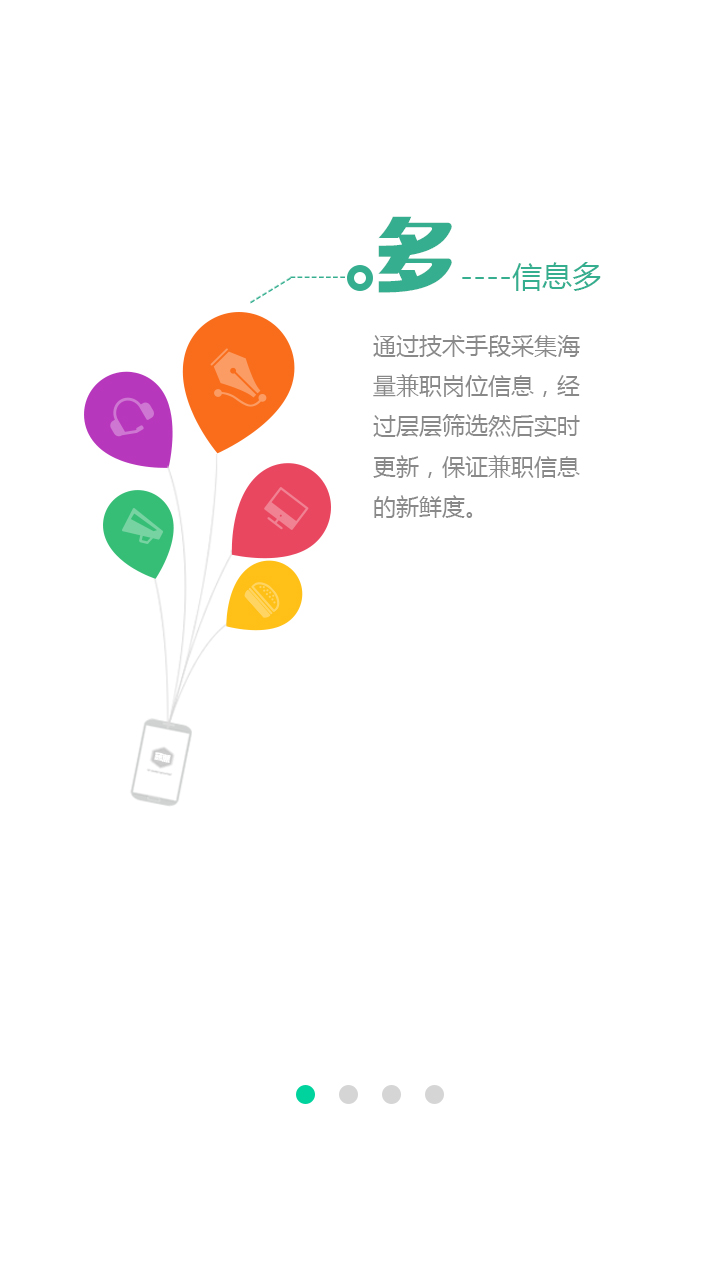 多
----信息多
通过技术手段采集海
量兼职岗位信息，经
过层层筛选然后实时
更新，保证兼职信息
的新鲜度。